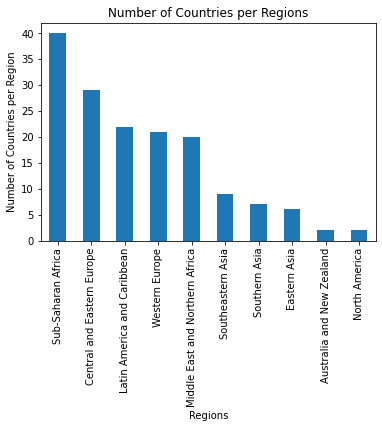 Number of Countries per Regions
Number of Countries per Region
40
35
30
25
20
15
10
5
0
Sub-Saharan Africa
Central and Eastern Europe
Latin America and Caribbean
Western Europe
Middle East and Northern Africa
Southeastern Asia
Southern Asia
Eastern Asia
Australia and New Zealand
North America
Regions